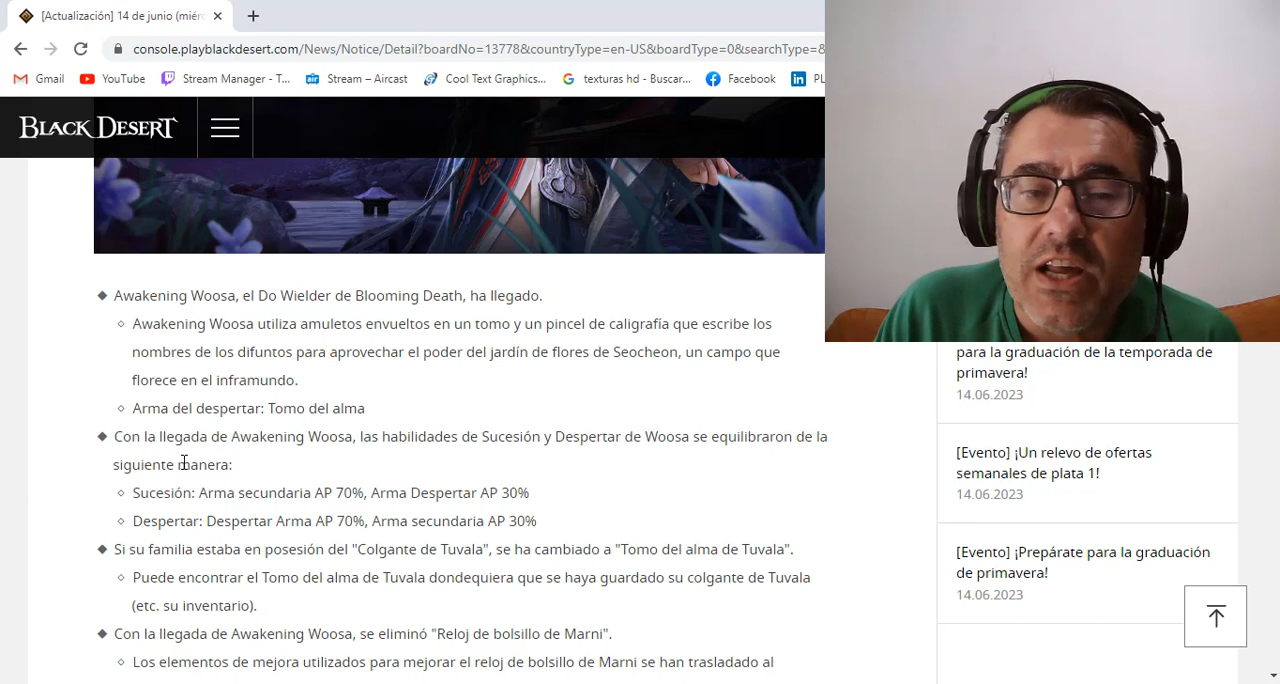 [Actualización] 14 de junio (miérc
console.playblackdesert.com/News/Notice/Detail?boardNo=13778&countryType=en-US&boardType=0&searchType=&
Gmail YouTube Stream Manager - T... Stream – Aircast Cool Text Graphics... texturas hd - Buscar... Facebook PL
BLACK DESERT
Awakening Woosa, el Do Wielder de Blooming Death, ha llegado.
Awakening Woosa utiliza amuletos envueltos en un tomo y un pincel de caligrafía que escribe los
nombres de los difuntos para aprovechar el poder del jardín de flores de Seocheon, un campo que
florece en el inframundo.
Arma del despertar: Tomo del alma
Con la llegada de Awakening Woosa, las habilidades de Sucesión y Despertar de Woosa se equilibraron de la
siguiente manera:
Sucesión: Arma secundaria AP 70%, Arma Despertar AP 30%
Despertar: Despertar Arma AP 70%, Arma secundaria AP 30%
Si su familia estaba en posesión del "Colgante de Tuvala", se ha cambiado a "Tomo del alma de Tuvala".
Puede encontrar el Tomo del alma de Tuvala dondequiera que se haya guardado su colgante de Tuvala
(etc. su inventario).
Con la llegada de Awakening Woosa, se eliminó "Reloj de bolsillo de Marni".
Los elementos de mejora utilizados para mejorar el reloj de bolsillo de Marni se han trasladado al
para la graduación de la temporada de
primavera!
14.06.2023
[Evento] ¡Un relevo de ofertas
semanales de plata 1!
14.06.2023
[Evento] ¡Prepárate para la graduación
de primavera!
14.06.2023